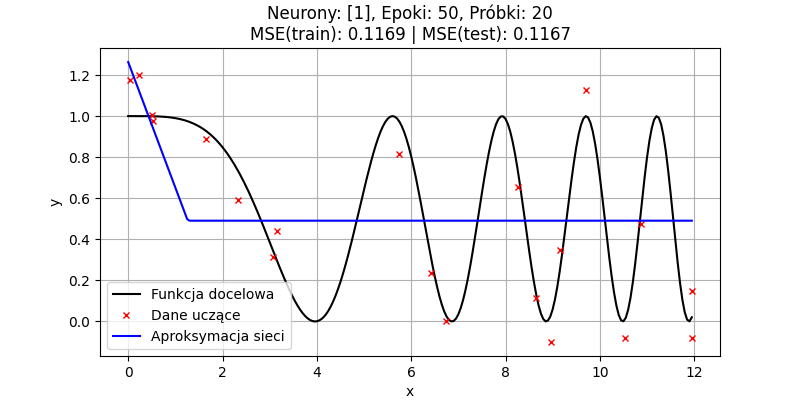 Neurony: [1], Epoki: 50, Próbki: 20
MSE(train): 0.1169 | MSE(test): 0.1167
1.2
1.0
0.8
0.6
0.4
0.2
0.0
y
Funkcja docelowa
Dane uczące
Aproksymacja sieci
0 2 4 6 8 10 12
x